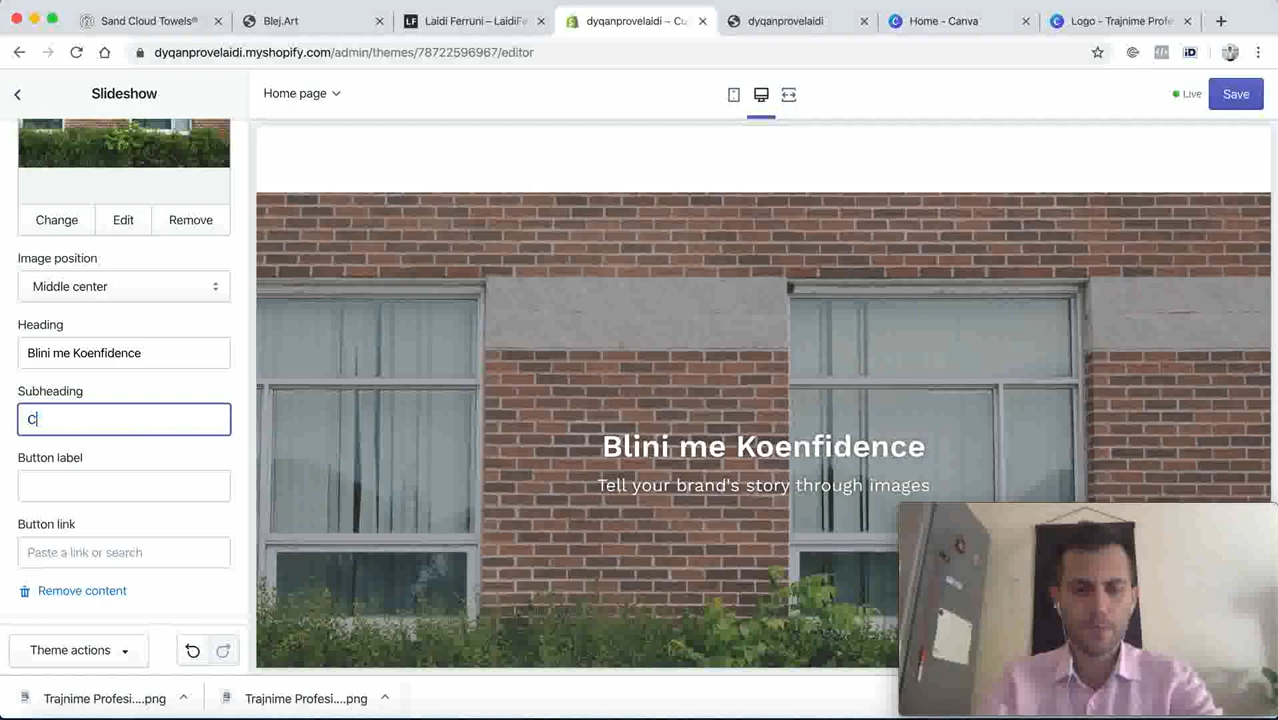 Sand Cloud Towels®
Blej.Art
Laidi Ferruni – LaidiFe
dyqanprovelaidi – Cu
dyqanprovelaidi
Home - Canva
Logo - Trajnime Profe
dyqanprovelaidi.myshopify.com/admin/themes/78722596967/editor
Slideshow
Home page
Live
Save
Change
Edit
Remove
Image position
Middle center
Heading
Blini me Koenfidence
Subheading
C
Button label
Button link
Paste a link or search
Remove content
Theme actions
Blini me Koenfidence
Tell your brand's story through images
Trajnime Profesi....png
Trajnime Profesi....png